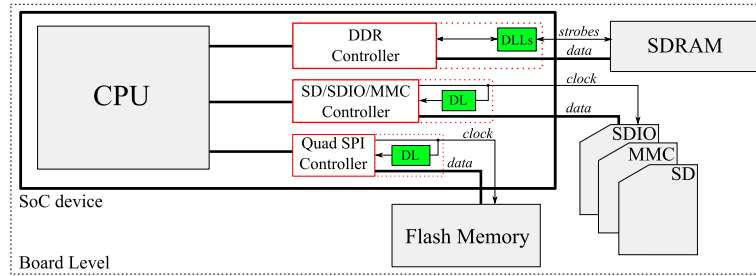 DDR
Controller
DLLs
strobes
data
SDRAM
CPU
SD/SDIO/MMC
Controller
DL
clock
data
Quad SPI
Controller
DL
clock
data
SDIO
MMC
SD
SoC device
Flash Memory
Board Level